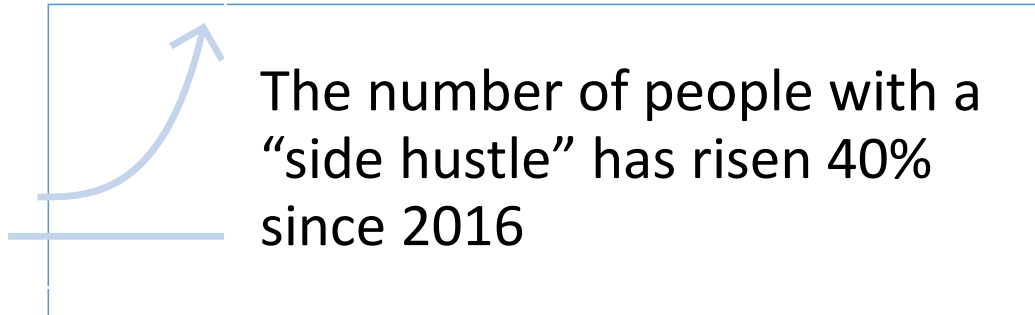 The number of people with a
“side hustle” has risen 40%
since 2016